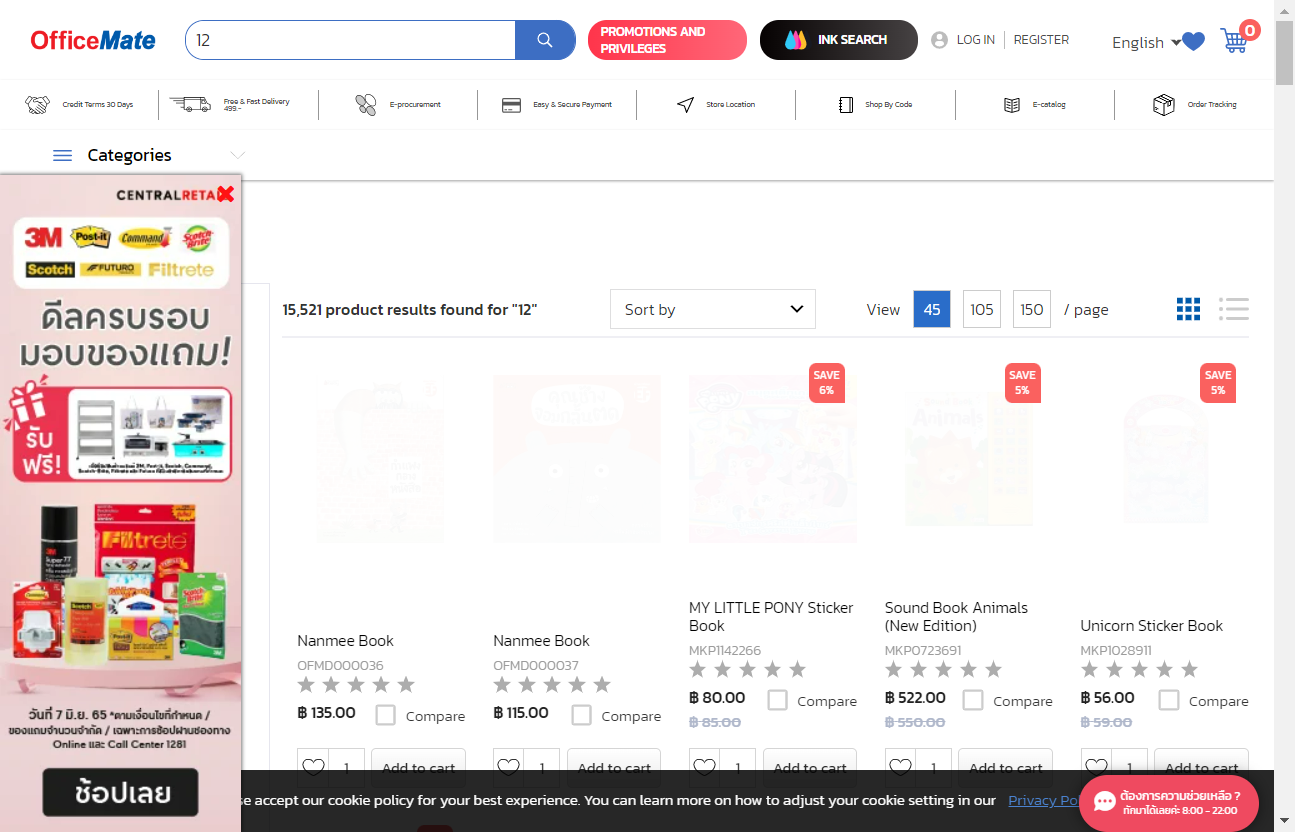 OfficeMate
12
PROMOTIONS AND
PRIVILEGES
INK SEARCH
LOG IN
REGISTER
English
0
Credit Terms 30 Days
Free & Fast Delivery
499.-
E-procurement
Easy & Secure Payment
Store Location
Shop By Code
E-catalog
Order Tracking
Categories
CENTRALRETA
3M Post-it Command Scotch-Brite
Scotch FUTURO Filtrete
ดีลครบรอบ
มอบของแถม!
รับ
ฟรี!
Filtrete
Super 77
Command
Scotch
Post-it
Scotch-Brite
วันที่ 7 มิ.ย. 65 *ตามเงื่อนไขที่กำหนด /
ของแถมจำนวนจำกัด / เฉพาะการช้อปผ่านช่องทาง
Online และ Call Center 1281
ช้อปเลย
15,521 product results found for "12"
Sort by
View 45 105 150 / page
SAVE
6%
SAVE
5%
SAVE
5%
Nanmee Book
OFMD000036
฿ 135.00
Compare
1
Add to cart
Nanmee Book
OFMD000037
฿ 115.00
Compare
1
Add to cart
MY LITTLE PONY Sticker
Book
MKP1142266
฿ 80.00
Compare
฿ 85.00
1
Add to cart
Sound Book Animals
(New Edition)
MKP0723691
฿ 522.00
Compare
฿ 550.00
1
Add to cart
Unicorn Sticker Book
MKP1028911
฿ 56.00
Compare
฿ 59.00
1
Add to cart
se accept our cookie policy for your best experience. You can learn more on how to adjust your cookie setting in our Privacy Po
ต้องการความช่วยเหลือ ?
ทักมาได้เลยค่ะ 8:00 - 22:00